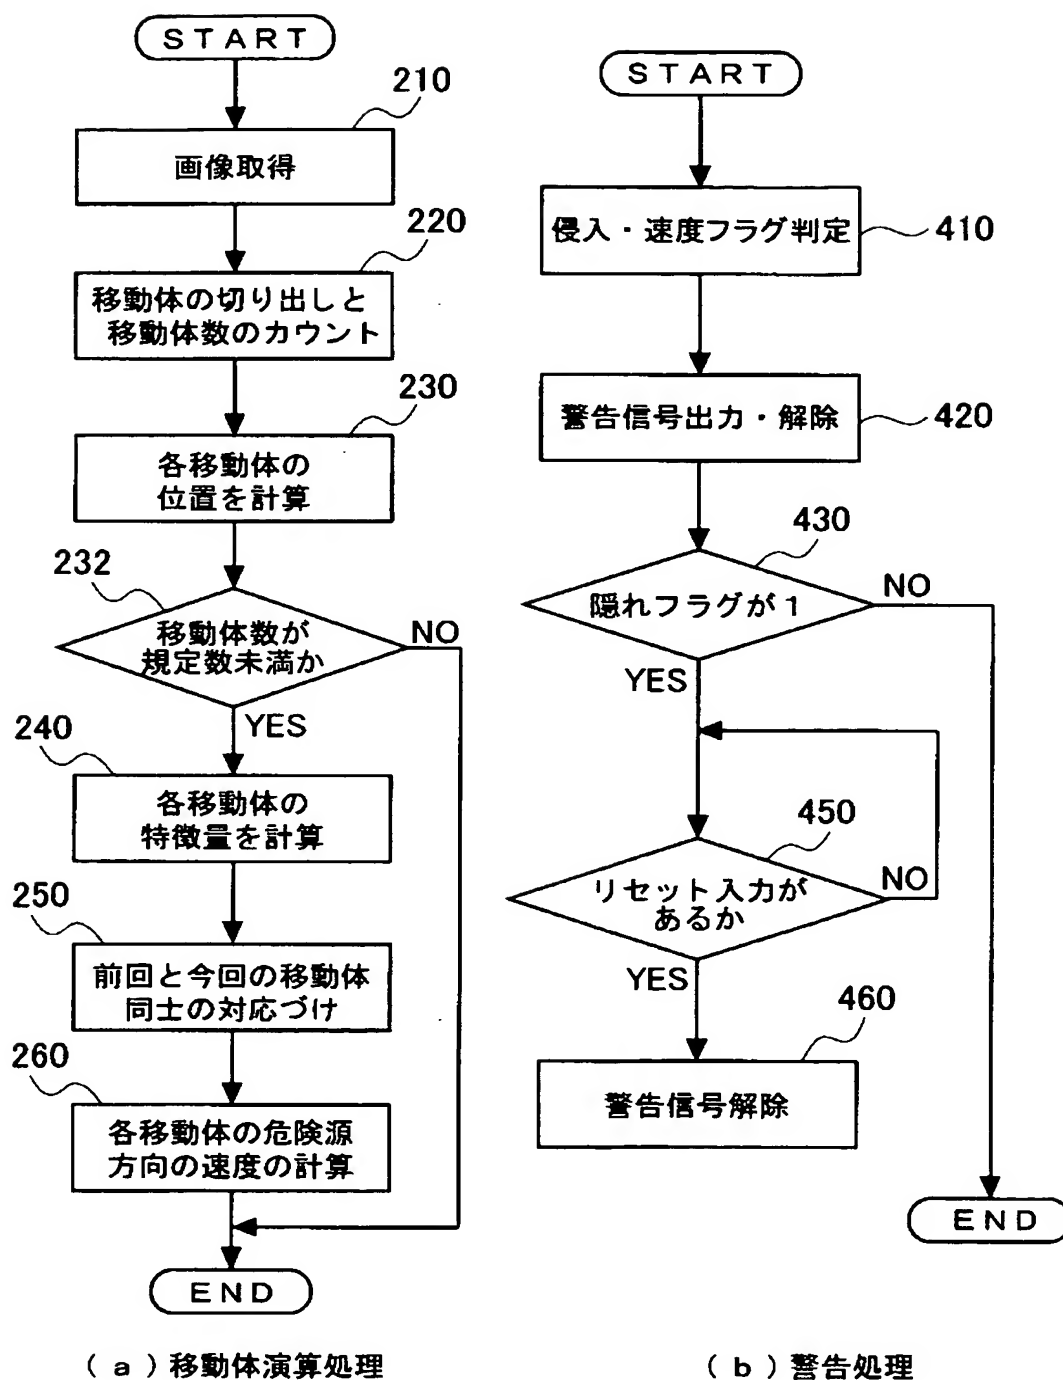 START
210
画像取得
220
移動体の切り出しと
移動体数のカウント
230
各移動体の
位置を計算
232
移動体数が
規定数未満か
NO
YES
240
各移動体の
特徴量を計算
250
前回と今回の移動体
同士の対応づけ
260
各移動体の危険源
方向の速度の計算
END
(a)移動体演算処理
START
侵入・速度フラグ判定
410
警告信号出力・解除
420
430
隠れフラグが1
NO
YES
450
リセット入力が
あるか
NO
YES
460
警告信号解除
END
(b)警告処理